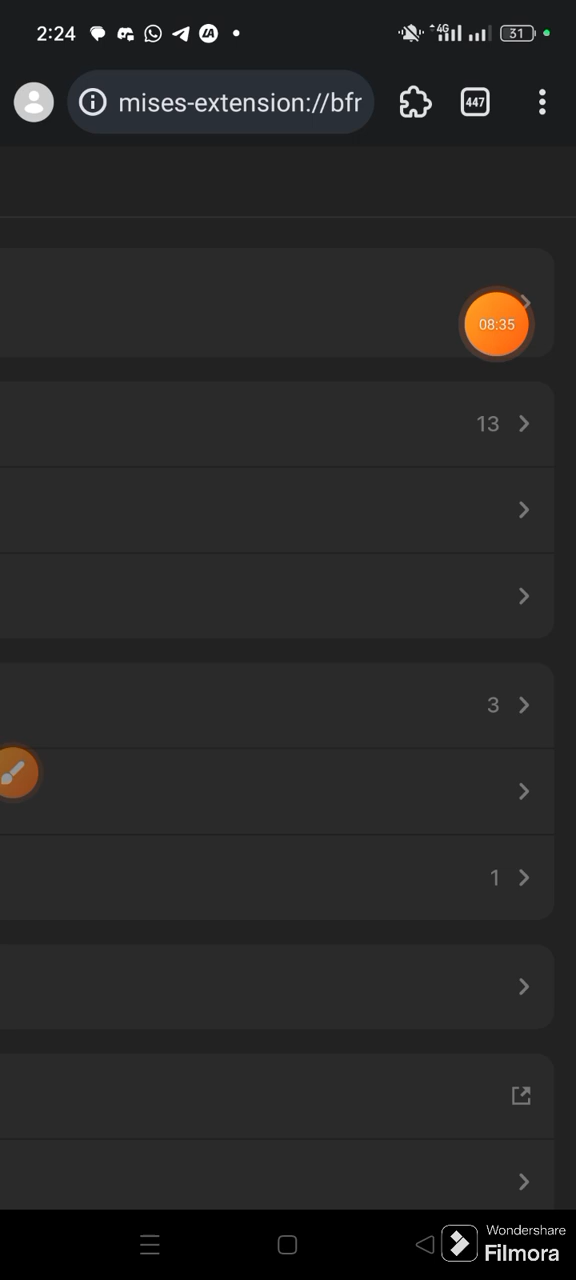 2:24 4G 31
mises-extension://bfr 447
08:35
13
3
1
Wondershare
Filmora